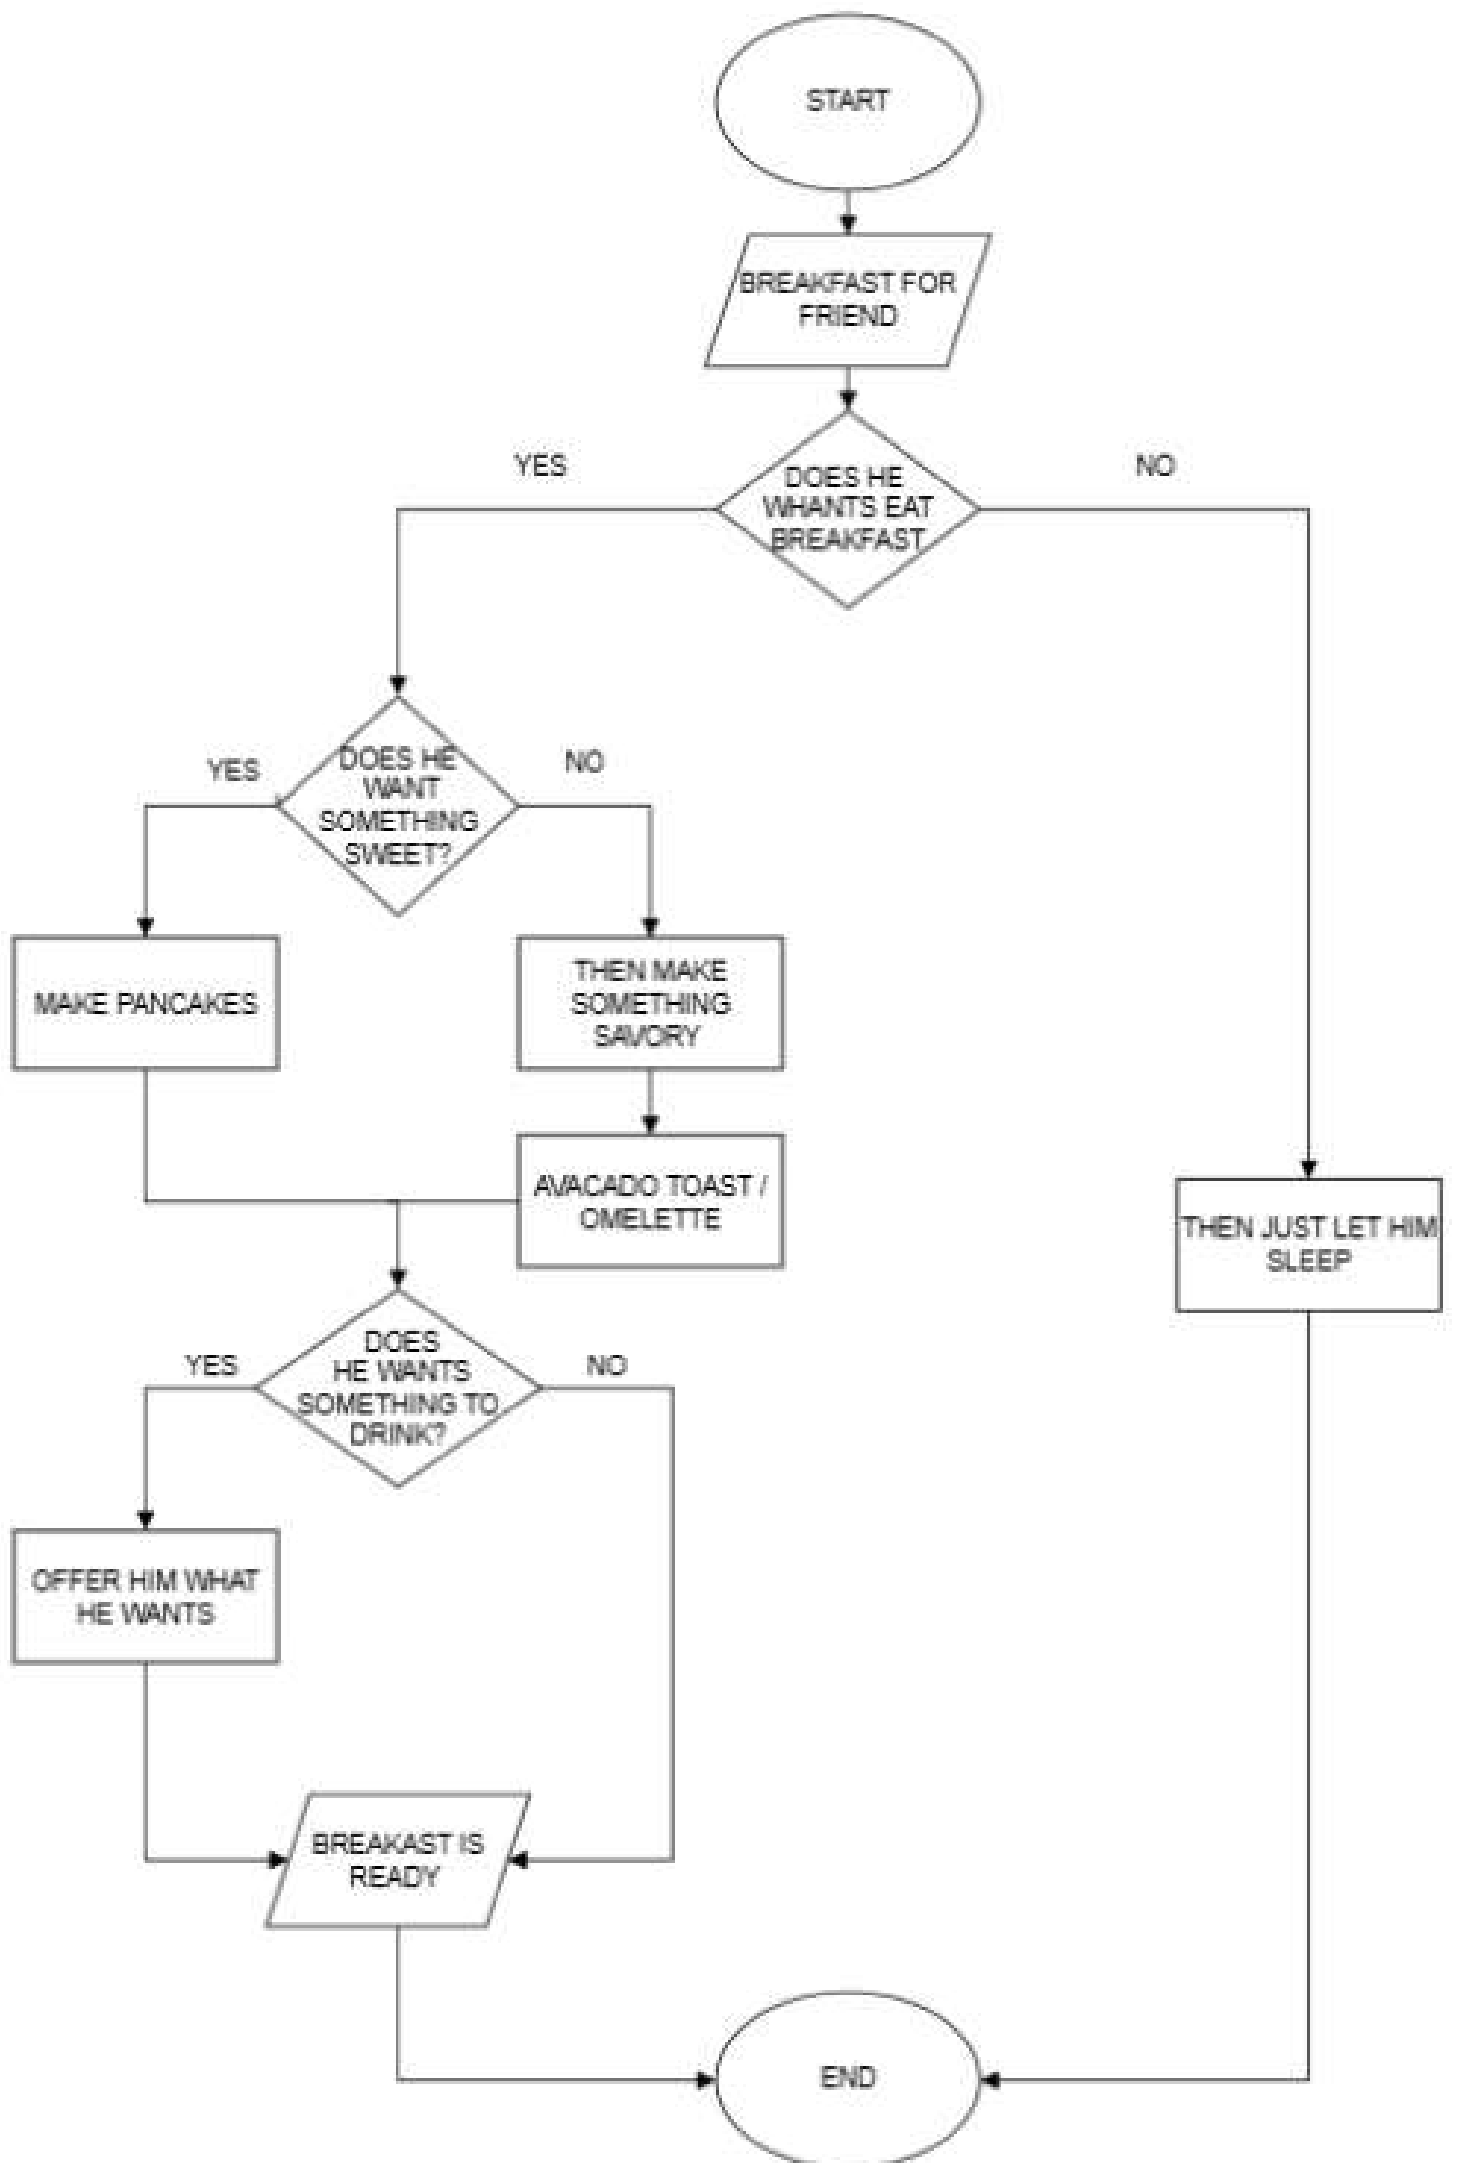 START
BREAKFAST FOR
FRIEND
YES
NO
DOES HE
WHANTS EAT
BREAKFAST
YES
DOES HE
WANT
SOMETHING
SWEET?
NO
MAKE PANCAKES
THEN MAKE
SOMETHING
SAVORY
AVACADO TOAST /
OMELETTE
THEN JUST LET HIM
SLEEP
YES
DOES
HE WANTS
SOMETHING TO
DRINK?
NO
OFFER HIM WHAT
HE WANTS
BREAKAST IS
READY
END